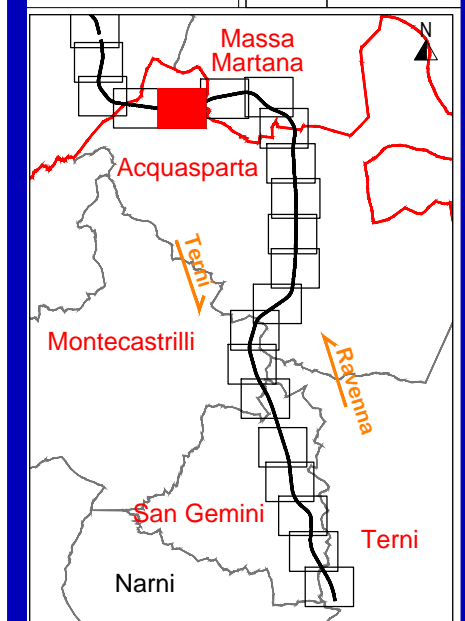 Massa
Martana
N
Acquasparta
Terni
Montecastrilli
Ravenna
San Gemini
Terni
Narni